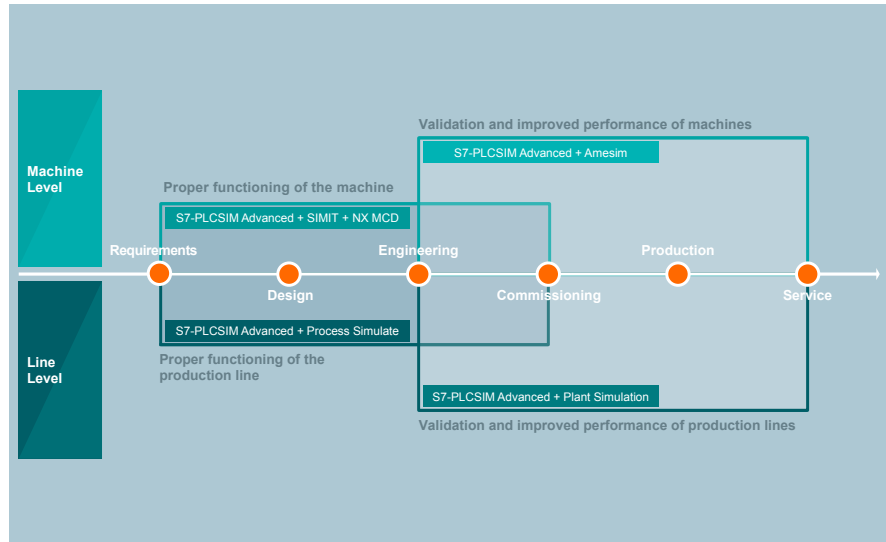 Validation and improved performance of machines
S7-PLCSIM Advanced + Amesim
Machine
Level
Proper functioning of the machine
S7-PLCSIM Advanced + SIMIT + NX MCD
Requirements
Engineering
Production
Design
Commissioning
Service
S7-PLCSIM Advanced + Process Simulate
Line
Level
Proper functioning of the
production line
S7-PLCSIM Advanced + Plant Simulation
Validation and improved performance of production lines